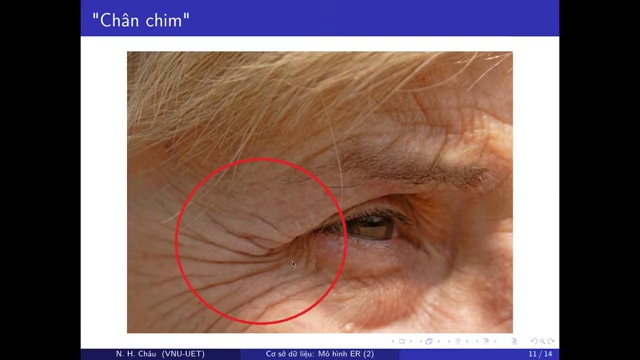 "Chân chim"
N. H. Châu (VNU-UET)
Cơ sở dữ liệu: Mô hình ER (2)
11 / 14